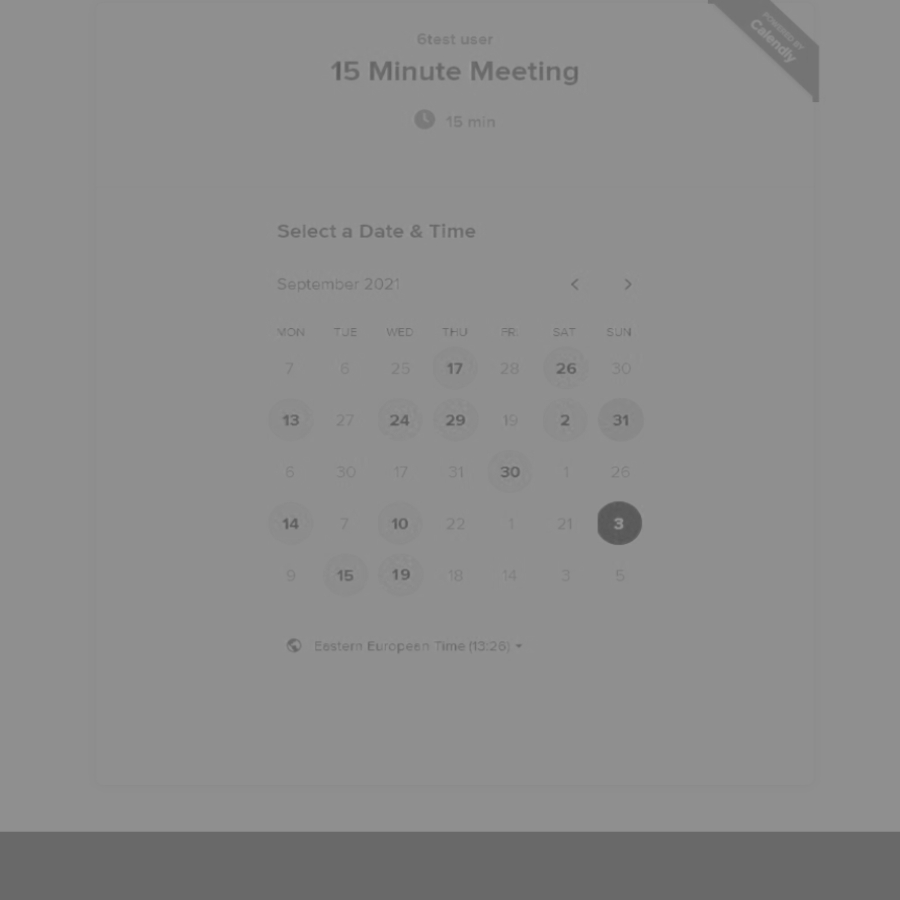 6test user
15 Minute Meeting
15 min
POWERED BY
Calendly
Select a Date & Time
September 2021
MON TUE WED THU FRI SAT SUN
7 6 25 17 28 26 30
13 27 24 29 19 2 31
6 30 17 31 30 1 26
14 7 10 22 1 21 3
9 15 19 18 14 3 5
Eastern European Time (13:26)